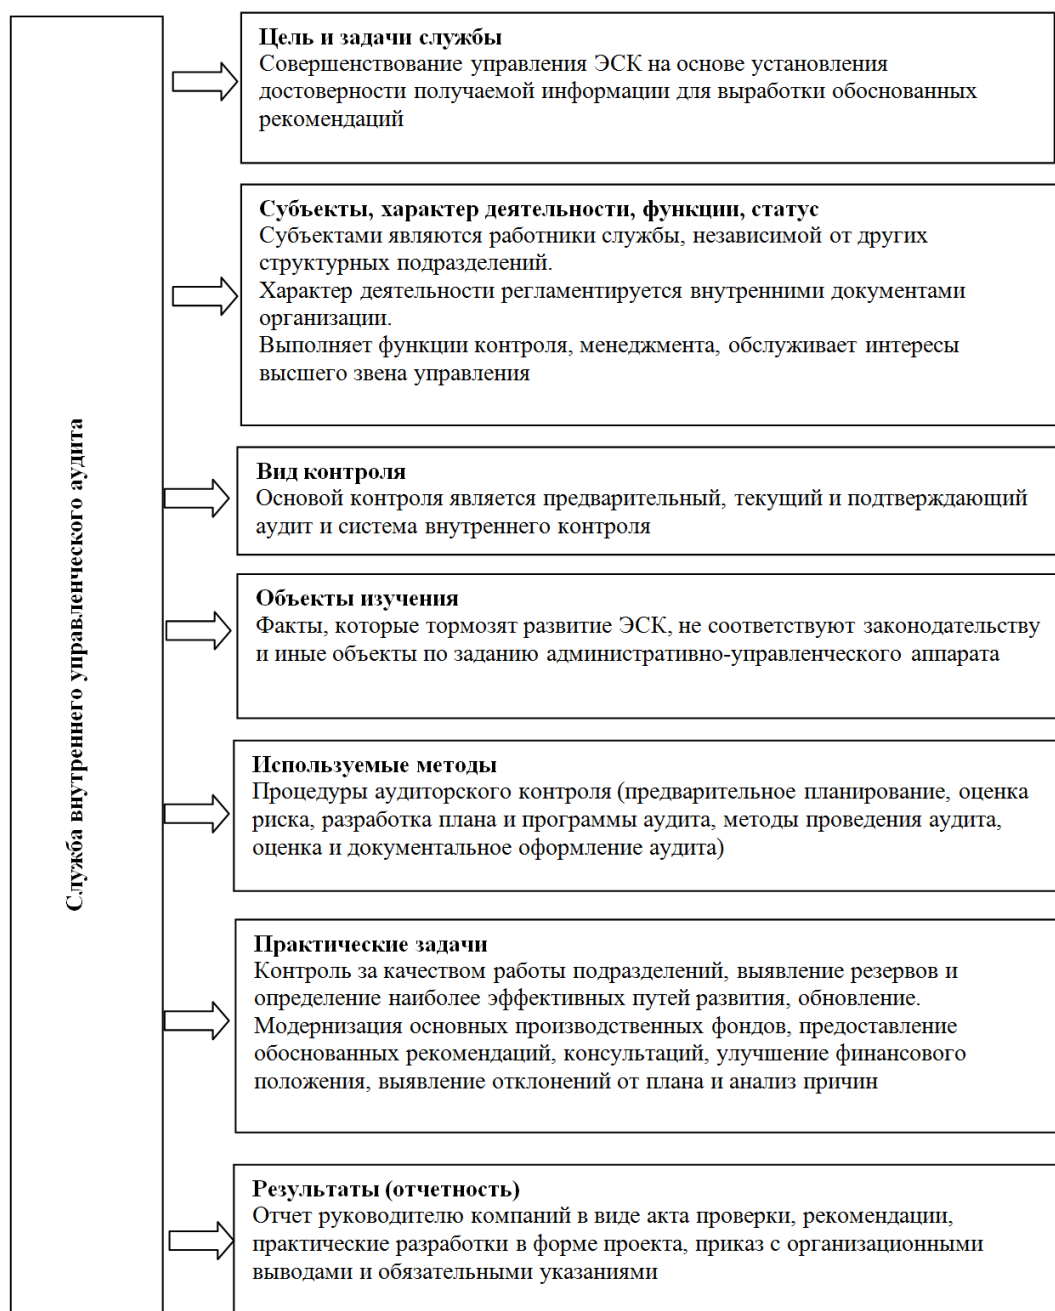 Служба внутреннего управленческого аудита
Цель и задачи службы
Совершенствование управления ЭСК на основе установления
достоверности получаемой информации для выработки обоснованных
рекомендаций
Субъекты, характер деятельности, функции, статус
Субъектами являются работники службы, независимой от других
структурных подразделений.
Характер деятельности регламентируется внутренними документами
организации.
Выполняет функции контроля, менеджмента, обслуживает интересы
высшего звена управления
Вид контроля
Основой контроля является предварительный, текущий и подтверждающий
аудит и система внутреннего контроля
Объекты изучения
Факты, которые тормозят развитие ЭСК, не соответствуют законодательству
и иные объекты по заданию административно-управленческого аппарата
Используемые методы
Процедуры аудиторского контроля (предварительное планирование, оценка
риска, разработка плана и программы аудита, методы проведения аудита,
оценка и документальное оформление аудита)
Практические задачи
Контроль за качеством работы подразделений, выявление резервов и
определение наиболее эффективных путей развития, обновление.
Модернизация основных производственных фондов, предоставление
обоснованных рекомендаций, консультаций, улучшение финансового
положения, выявление отклонений от плана и анализ причин
Результаты (отчетность)
Отчет руководителю компаний в виде акта проверки, рекомендации,
практические разработки в форме проекта, приказ с организационными
выводами и обязательными указаниями